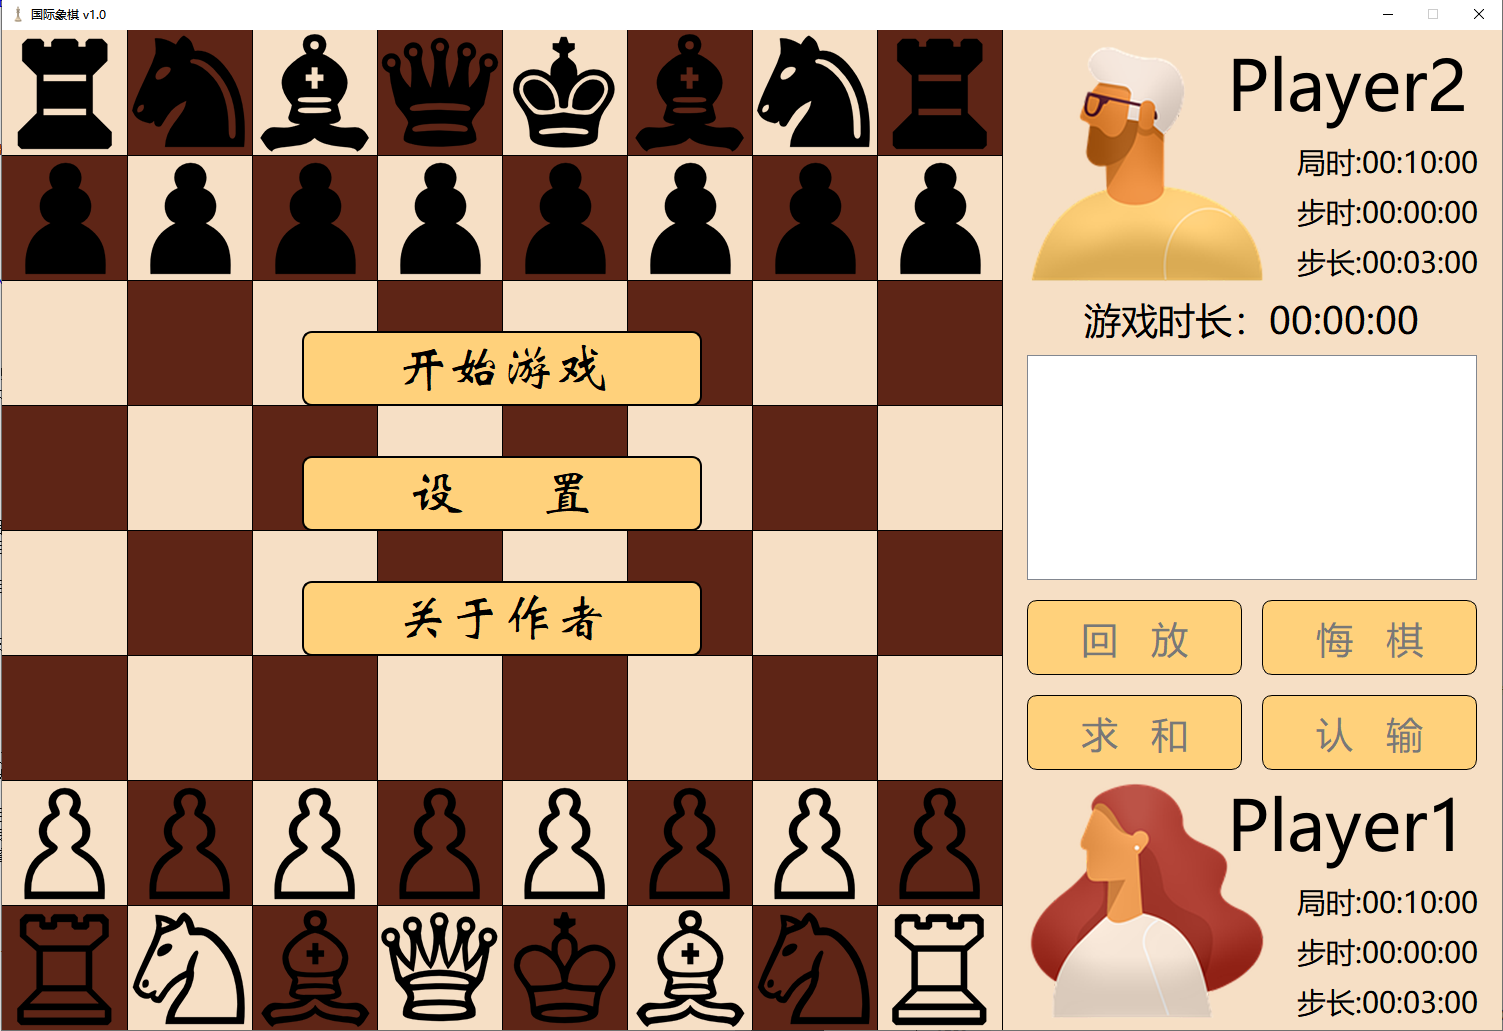 国际象棋 v1.0
开始游戏
设 置
关于作者
Player2
局时:00:10:00
步时:00:00:00
步长:00:03:00
游戏时长：00:00:00
回 放
悔 棋
求 和
认 输
Player1
局时:00:10:00
步时:00:00:00
步长:00:03:00